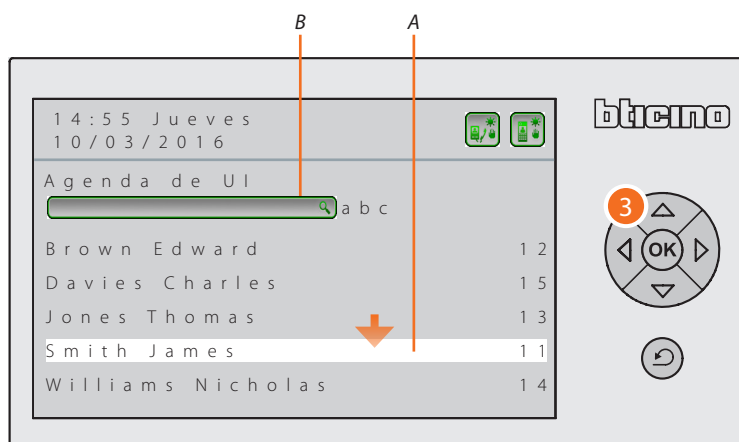 B A
14:55 Jueves
10/03/2016
bticino
Agenda de UI
abc
3
OK
Brown Edward 12
Davies Charles 15
Jones Thomas 13
Smith James 11
Williams Nicholas 14